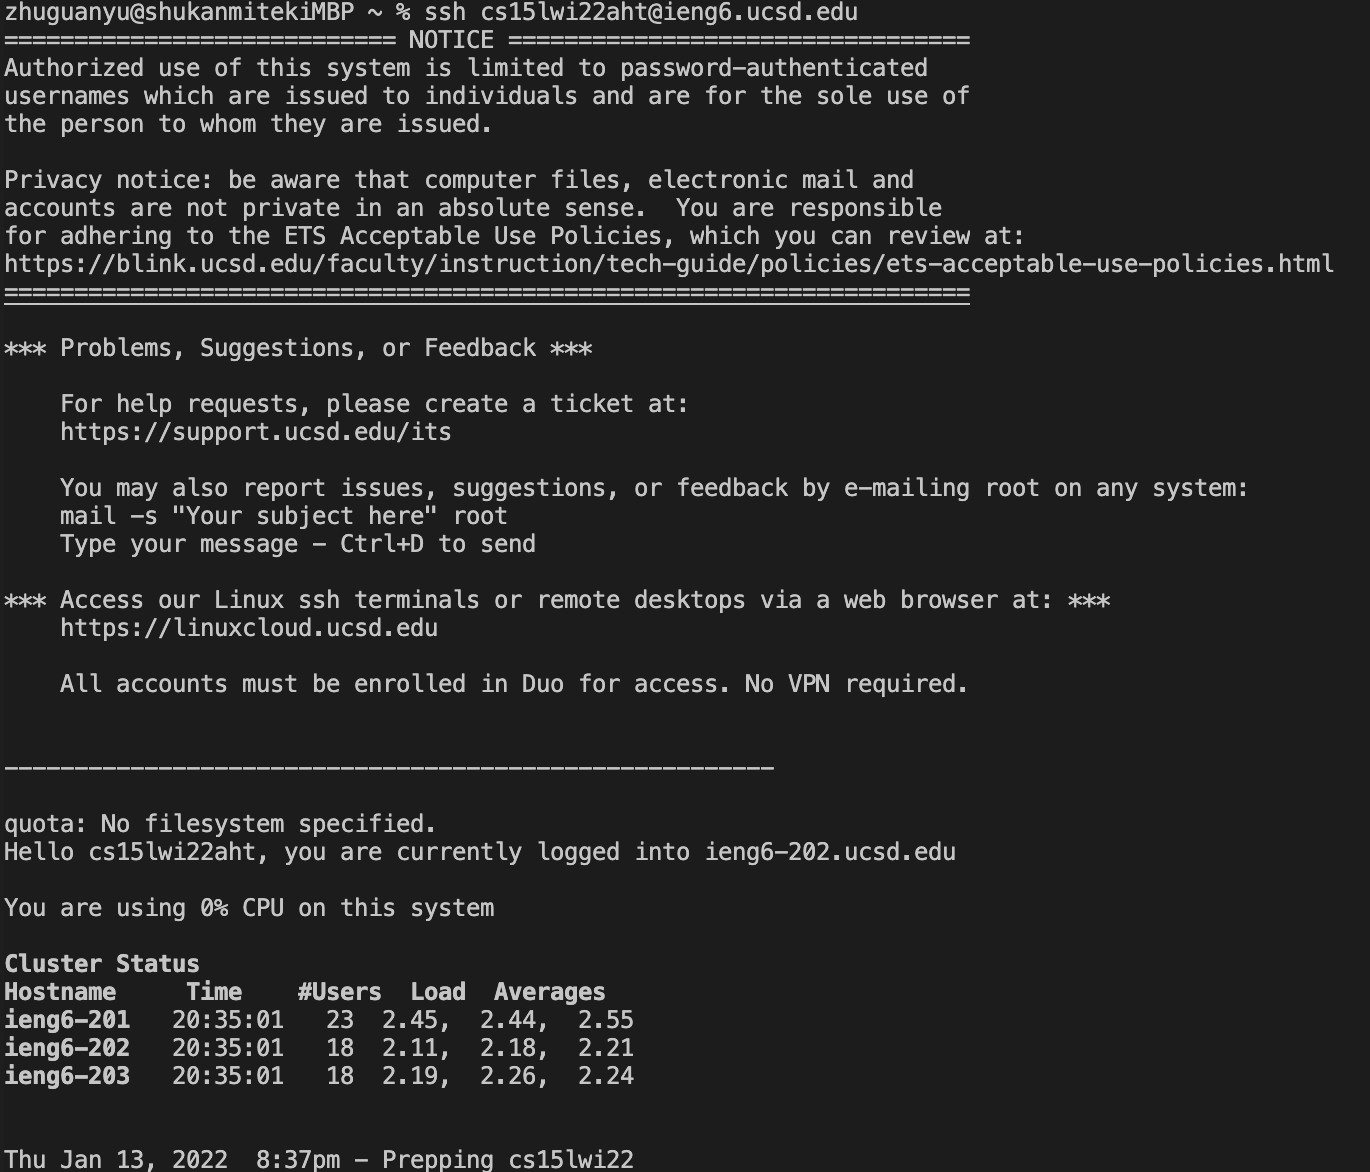 zhuguanyu@shukanmitekiMBP ~ % ssh cs15lwi22aht@ieng6.ucsd.edu
============================ NOTICE =================================
Authorized use of this system is limited to password-authenticated
usernames which are issued to individuals and are for the sole use of
the person to whom they are issued.

Privacy notice: be aware that computer files, electronic mail and
accounts are not private in an absolute sense.  You are responsible
for adhering to the ETS Acceptable Use Policies, which you can review at:
https://blink.ucsd.edu/faculty/instruction/tech-guide/policies/ets-acceptable-use-policies.html
=====================================================================

*** Problems, Suggestions, or Feedback ***

    For help requests, please create a ticket at:
    https://support.ucsd.edu/its

    You may also report issues, suggestions, or feedback by e-mailing root on any system:
    mail -s "Your subject here" root
    Type your message - Ctrl+D to send

*** Access our Linux ssh terminals or remote desktops via a web browser at: ***
    https://linuxcloud.ucsd.edu

    All accounts must be enrolled in Duo for access. No VPN required.


-------------------------------------------------------

quota: No filesystem specified.
Hello cs15lwi22aht, you are currently logged into ieng6-202.ucsd.edu

You are using 0% CPU on this system

Cluster Status
Hostname     Time    #Users  Load  Averages
ieng6-201   20:35:01   23  2.45,  2.44,  2.55
ieng6-202   20:35:01   18  2.11,  2.18,  2.21
ieng6-203   20:35:01   18  2.19,  2.26,  2.24


Thu Jan 13, 2022  8:37pm - Prepping cs15lwi22